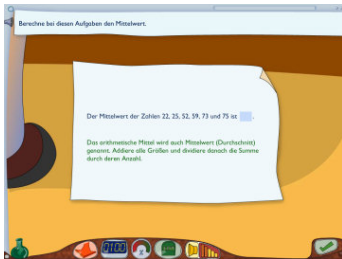 Berechne bei diesen Aufgaben den Mittelwert.
Der Mittelwert der Zahlen 22, 25, 52, 59, 73 und 75 ist .
Das arithmetische Mittel wird auch Mittelwert (Durchschnitt)
genannt. Addiere alle Größen und dividiere danach die Summe
durch deren Anzahl.